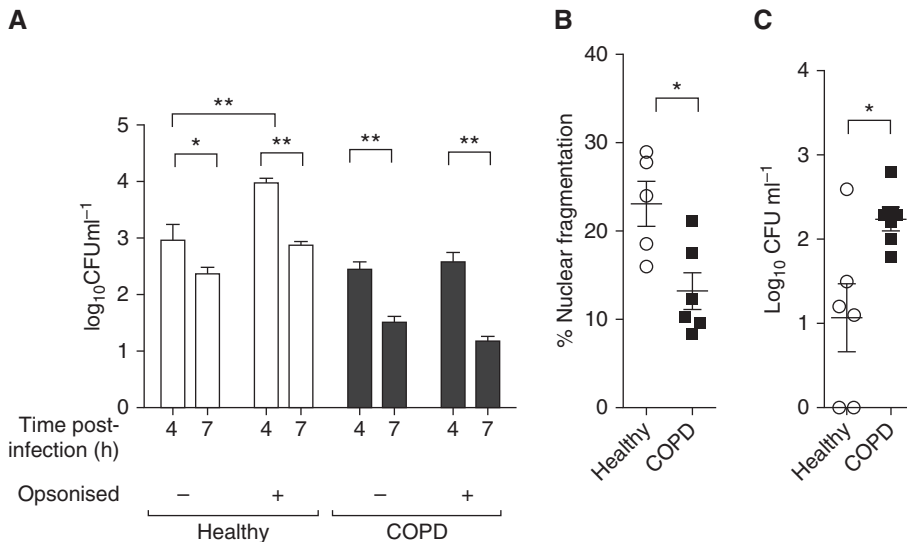 A
B
C
**
*
**
**
**
5
4
3
2
1
0
log10CFUml−1
Time post-
infection (h)
4 7 4 7 4 7 4 7
Opsonised
− + − +
Healthy COPD
*
40
30
20
10
0
% Nuclear fragmentation
Healthy COPD
*
4
3
2
1
0
Log10 CFU ml−1
Healthy COPD